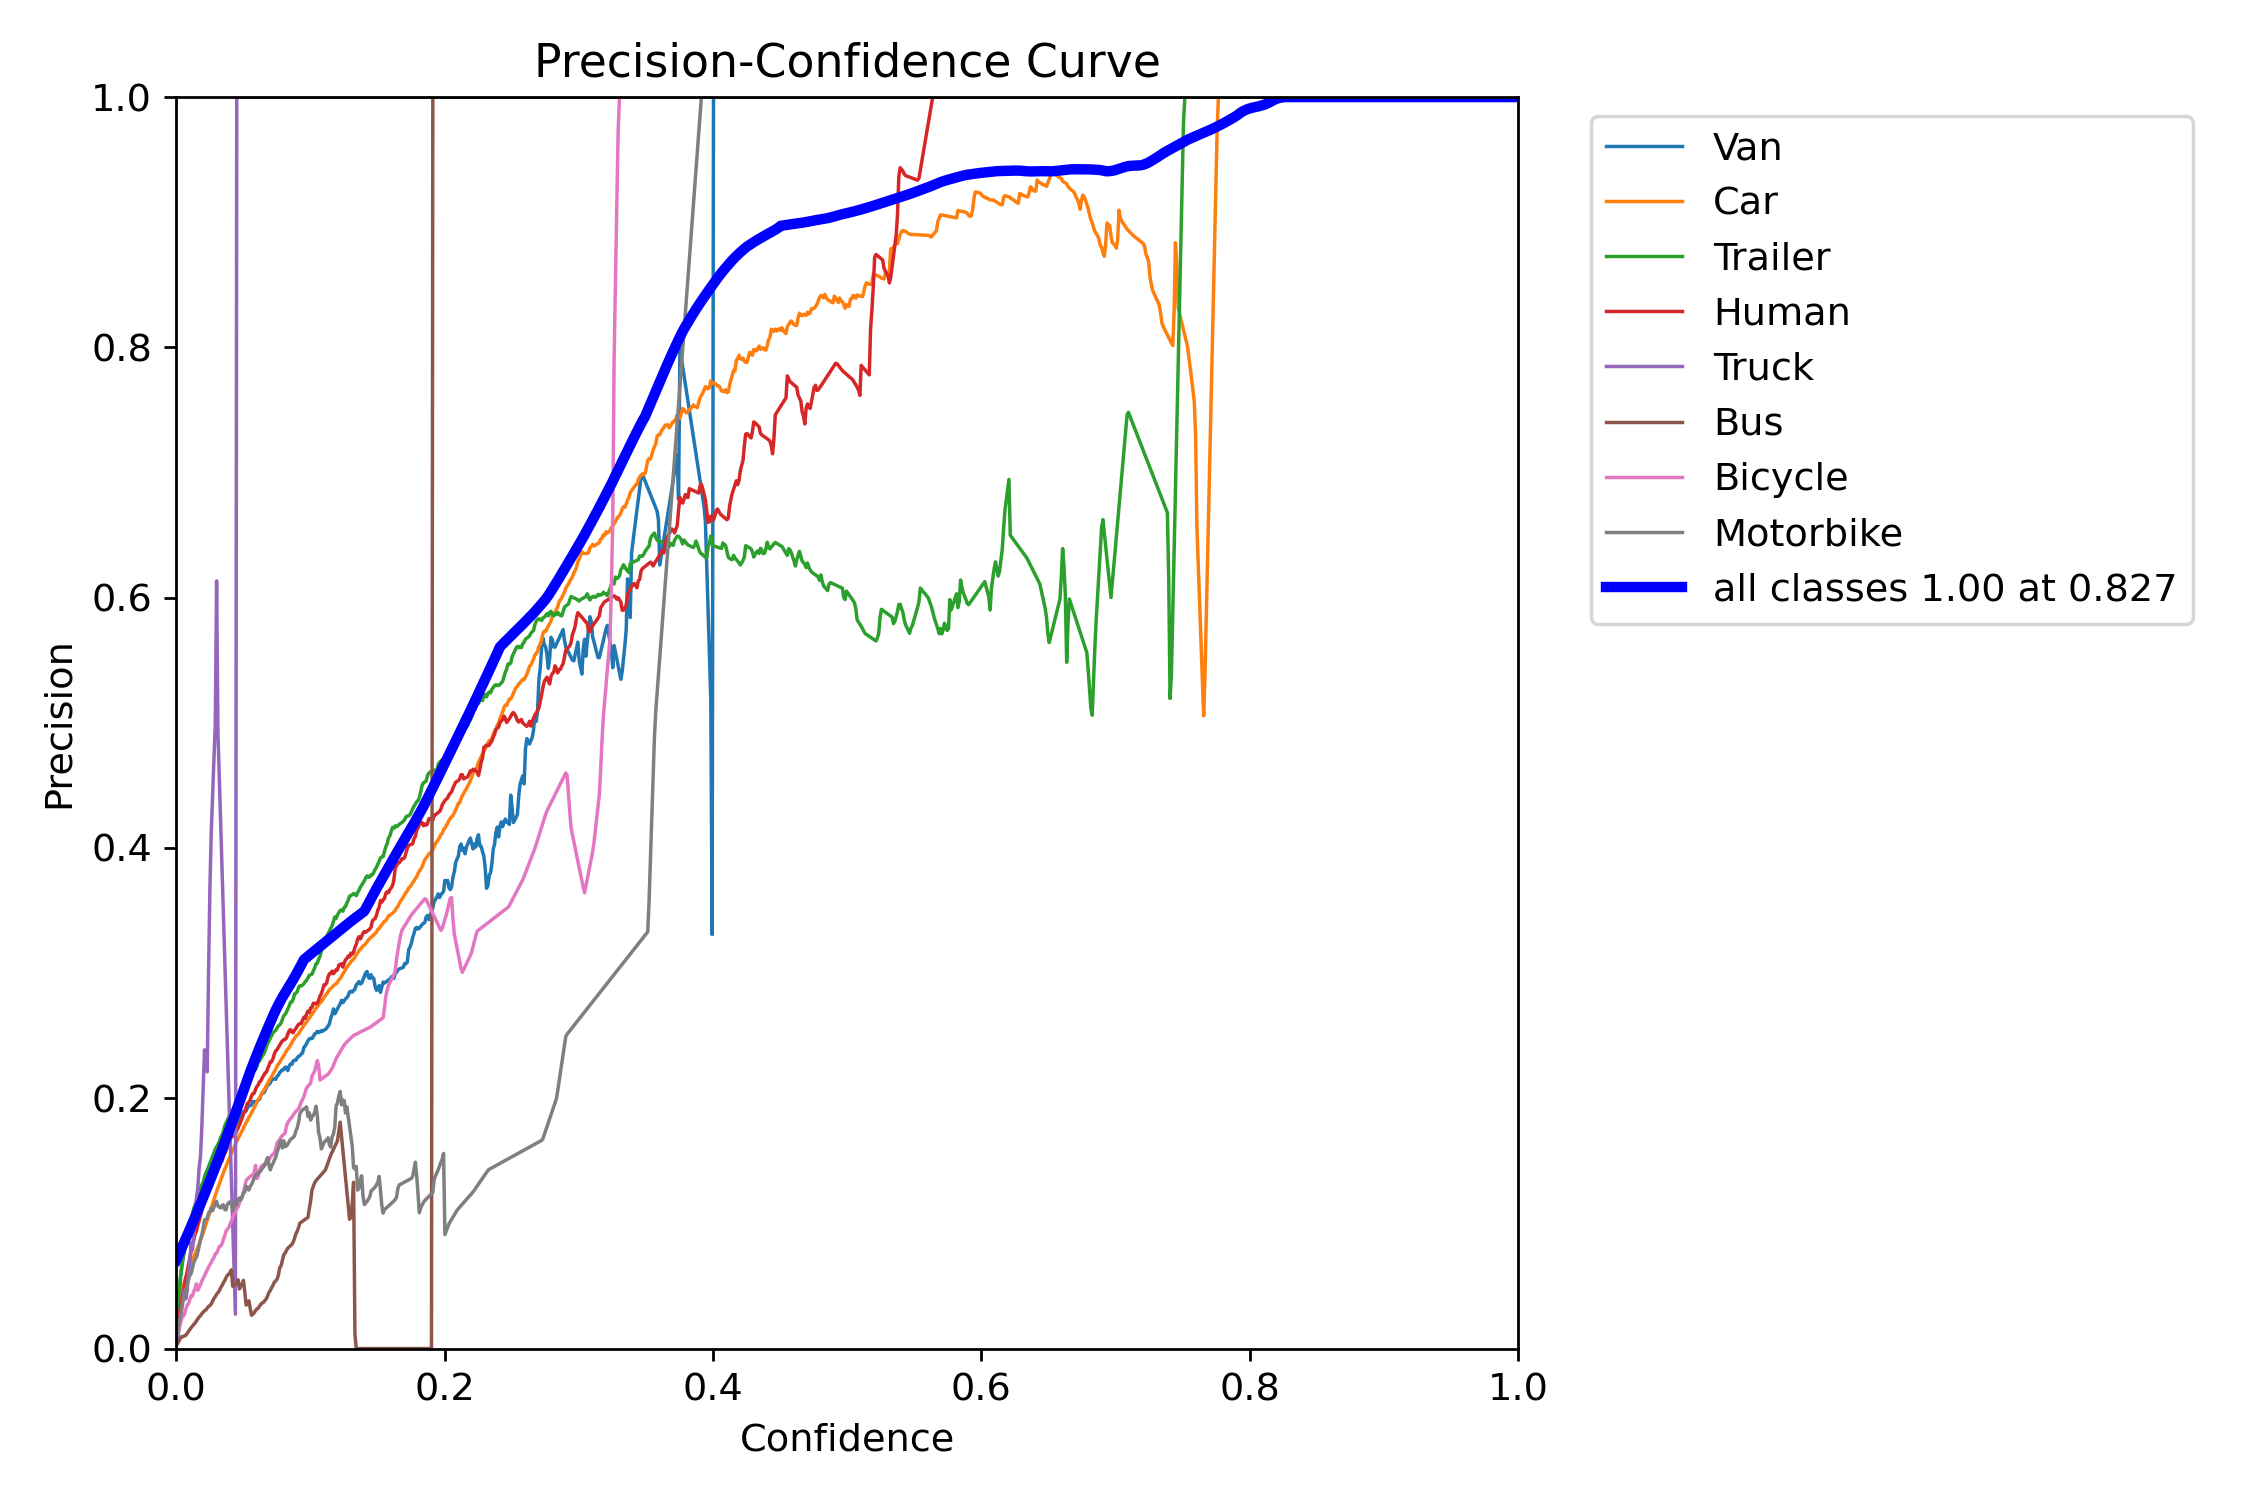 Precision-Confidence Curve
1.0
0.8
0.6
0.4
0.2
0.0
Precision
0.0 0.2 0.4 0.6 0.8 1.0
Confidence
Van
Car
Trailer
Human
Truck
Bus
Bicycle
Motorbike
all classes 1.00 at 0.827